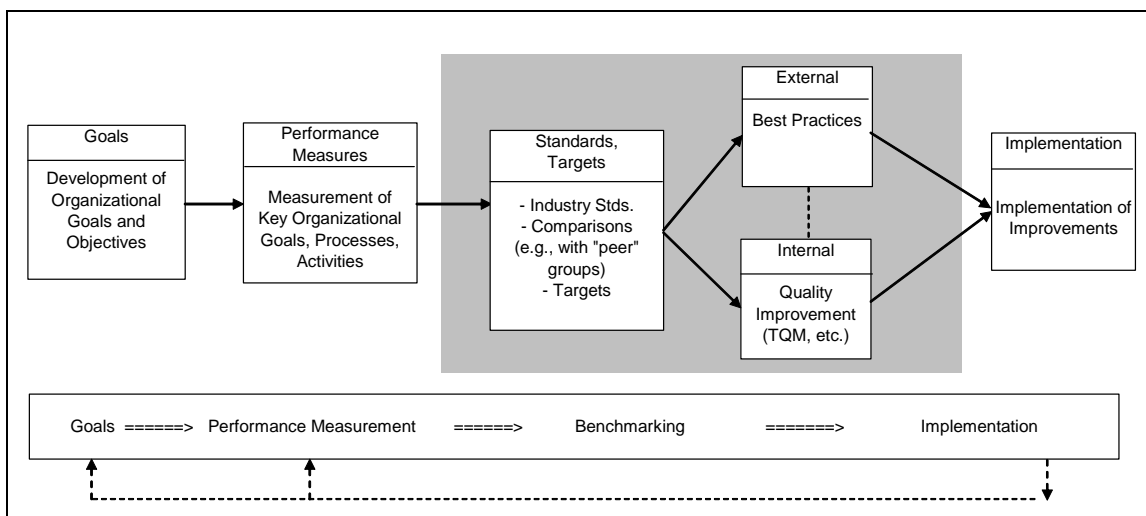 Goals
Development of
Organizational
Goals and
Objectives
Performance
Measures
Measurement of
Key Organizational
Goals, Processes,
Activities
Standards,
Targets
- Industry Stds.
- Comparisons
(e.g., with "peer"
groups)
- Targets
External
Best Practices
Internal
Quality
Improvement
(TQM, etc.)
Implementation
Implementation of
Improvements
Goals ======> Performance Measurement ======> Benchmarking =======> Implementation